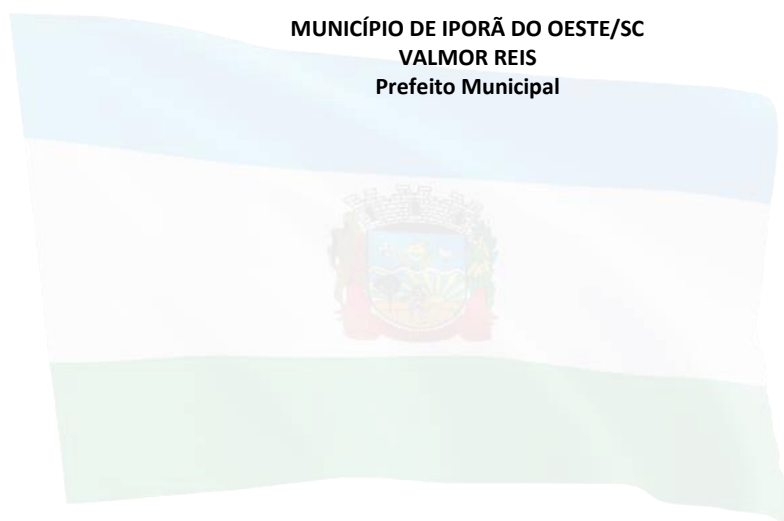 MUNICÍPIO DE IPORÃ DO OESTE/SC
VALMOR REIS
Prefeito Municipal